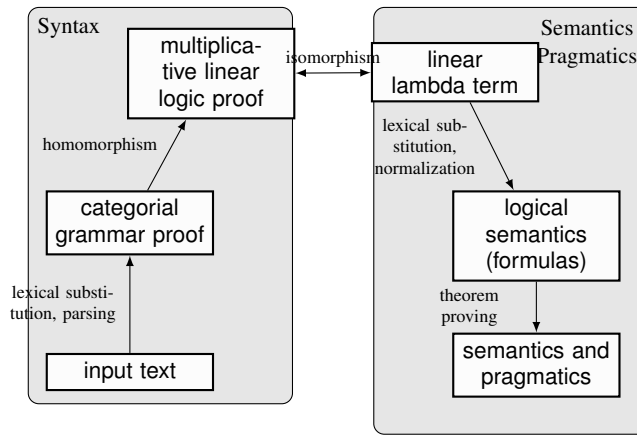 Syntax
multiplica-
tive linear
logic proof
homomorphism
categorial
grammar proof
lexical substi-
tution, parsing
input text
isomorphism
Semantics
Pragmatics
linear
lambda term
lexical sub-
stitution,
normalization
logical
semantics
(formulas)
theorem
proving
semantics and
pragmatics